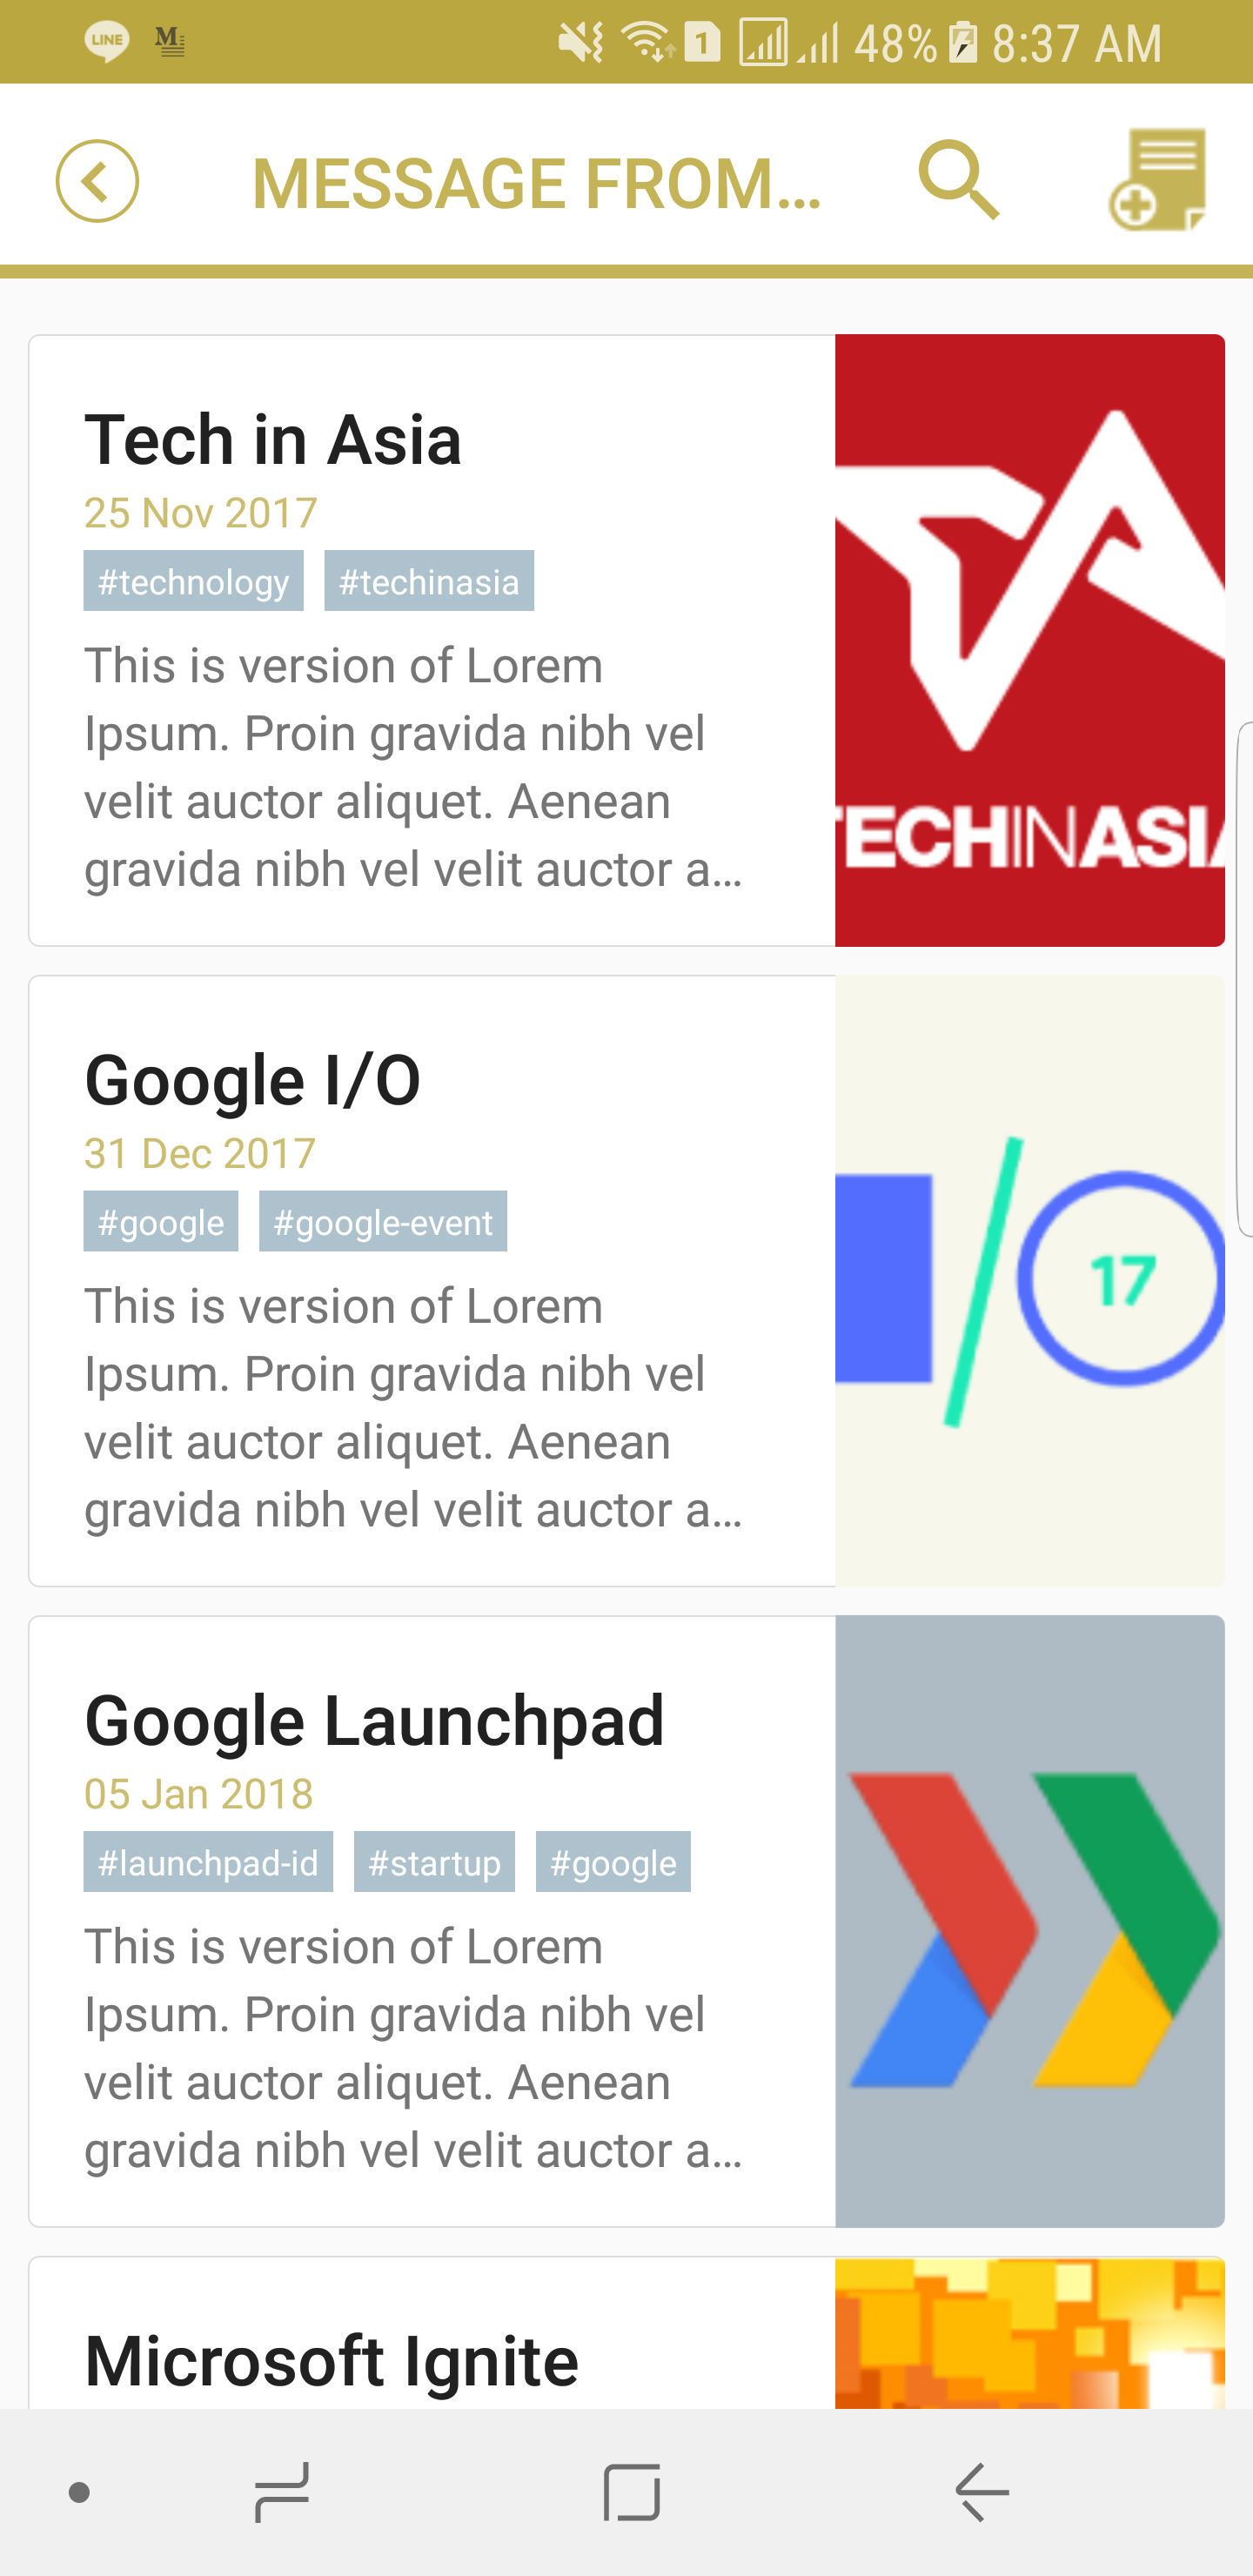 LINE M 1 48% 8:37 AM
MESSAGE FROM...
Tech in Asia
25 Nov 2017
#technology #techinasia
This is version of Lorem
Ipsum. Proin gravida nibh vel
velit auctor aliquet. Aenean
gravida nibh vel velit auctor a...
TECHINASIA
Google I/O
31 Dec 2017
#google #google-event
This is version of Lorem
Ipsum. Proin gravida nibh vel
velit auctor aliquet. Aenean
gravida nibh vel velit auctor a...
17
Google Launchpad
05 Jan 2018
#launchpad-id #startup #google
This is version of Lorem
Ipsum. Proin gravida nibh vel
velit auctor aliquet. Aenean
gravida nibh vel velit auctor a...
Microsoft Ignite